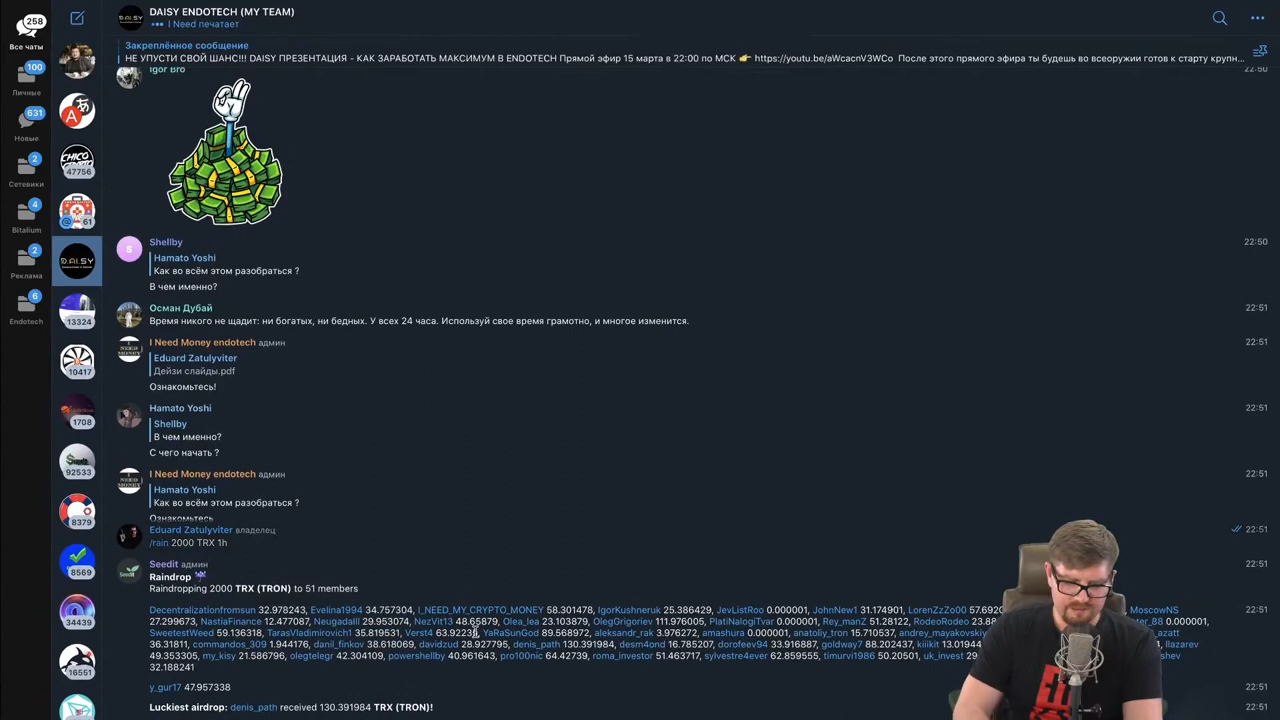 258
Все чаты
100
Личные
631
Новые
2
Сетевики
4
Bitalium
2
Реклама
6
Endotech
A
CHICO
CRYPTO
47756
@ 61
D.AI.SY
13324
10417
1708
92533
8379
8569
34439
16551
D.AI.SY
DAISY ENDOTECH (MY TEAM)
I Need печатает
Закреплённое сообщение
НЕ УПУСТИ СВОЙ ШАНС!!! DAISY ПРЕЗЕНТАЦИЯ - КАК ЗАРАБОТАТЬ МАКСИМУМ В ENDOTECH Прямой эфир 15 марта в 22:00 по МСК 👉 https://youtu.be/aWcacnV3WCo После этого прямого эфира ты будешь во всеоружии готов к старту крупн...
Igor Bro
22:50
S
Shellby
22:50
Hamato Yoshi
Как во всём этом разобраться ?
В чем именно?
Осман Дубай
22:51
Время никого не щадит: ни богатых, ни бедных. У всех 24 часа. Используй свое время грамотно, и многое изменится.
I NEED
MONEY
I Need Money endotech админ
22:51
Eduard Zatulyviter
Дейзи слайды.pdf
Ознакомьтесь!
Hamato Yoshi
22:51
Shellby
В чем именно?
С чего начать ?
I NEED
MONEY
I Need Money endotech админ
22:51
Hamato Yoshi
Как во всём этом разобраться ?
Ознакомьтесь
Eduard Zatulyviter владелец
22:51
/rain 2000 TRX 1h
Seedit
Seedit админ
22:51
Raindrop ☔
Raindropping 2000 TRX (TRON) to 51 members
Decentralizationfromsun 32.978243, Evelina1994 34.757304, I_NEED_MY_CRYPTO_MONEY 58.301478, IgorKushneruk 25.386429, JevListRoo 0.000001, JohnNew1 31.174901, LorenZzZo00 57.6920 MoscowNS
27.299673, NastiaFinance 12.477087, Neugadalll 29.953074, NezVit13 48.65879, Olea_lea 23.103879, OlegGrigoriev 111.976005, PlatiNalogiTvar 0.000001, Rey_manZ 51.28122, RodeoRodeo 23.88
SweetestWeed 59.136318, TarasVladimirovich1 35.819531, Verst4 YaRaSunGod 89.568972, aleksandr_rak 3.976272, amashura 0.000001, anatoliy_tron 15.710537, andrey_mayakovskiy
36.31811, commandos_309 1.944176, danil_finkov 38.618069, davidzud 28.927795, denis_path 130.391984, desm4ond 16.785207, dorofeev94 33.916887, goldway7 88.202437, kiiikit 13.01944 llazarev
49.353305, my_kisy 21.586796, olegtelegr 42.304109, powershellby 40.961643, pro100nic 64.42739, roma_investor 51.463717, sylvestre4ever 62.859555, timurvi1986 50.20501, uk_invest 29
32.188241
y_gur17 47.957338
22:51
Luckiest airdrop: denis_path received 130.391984 TRX (TRON)!
22:51